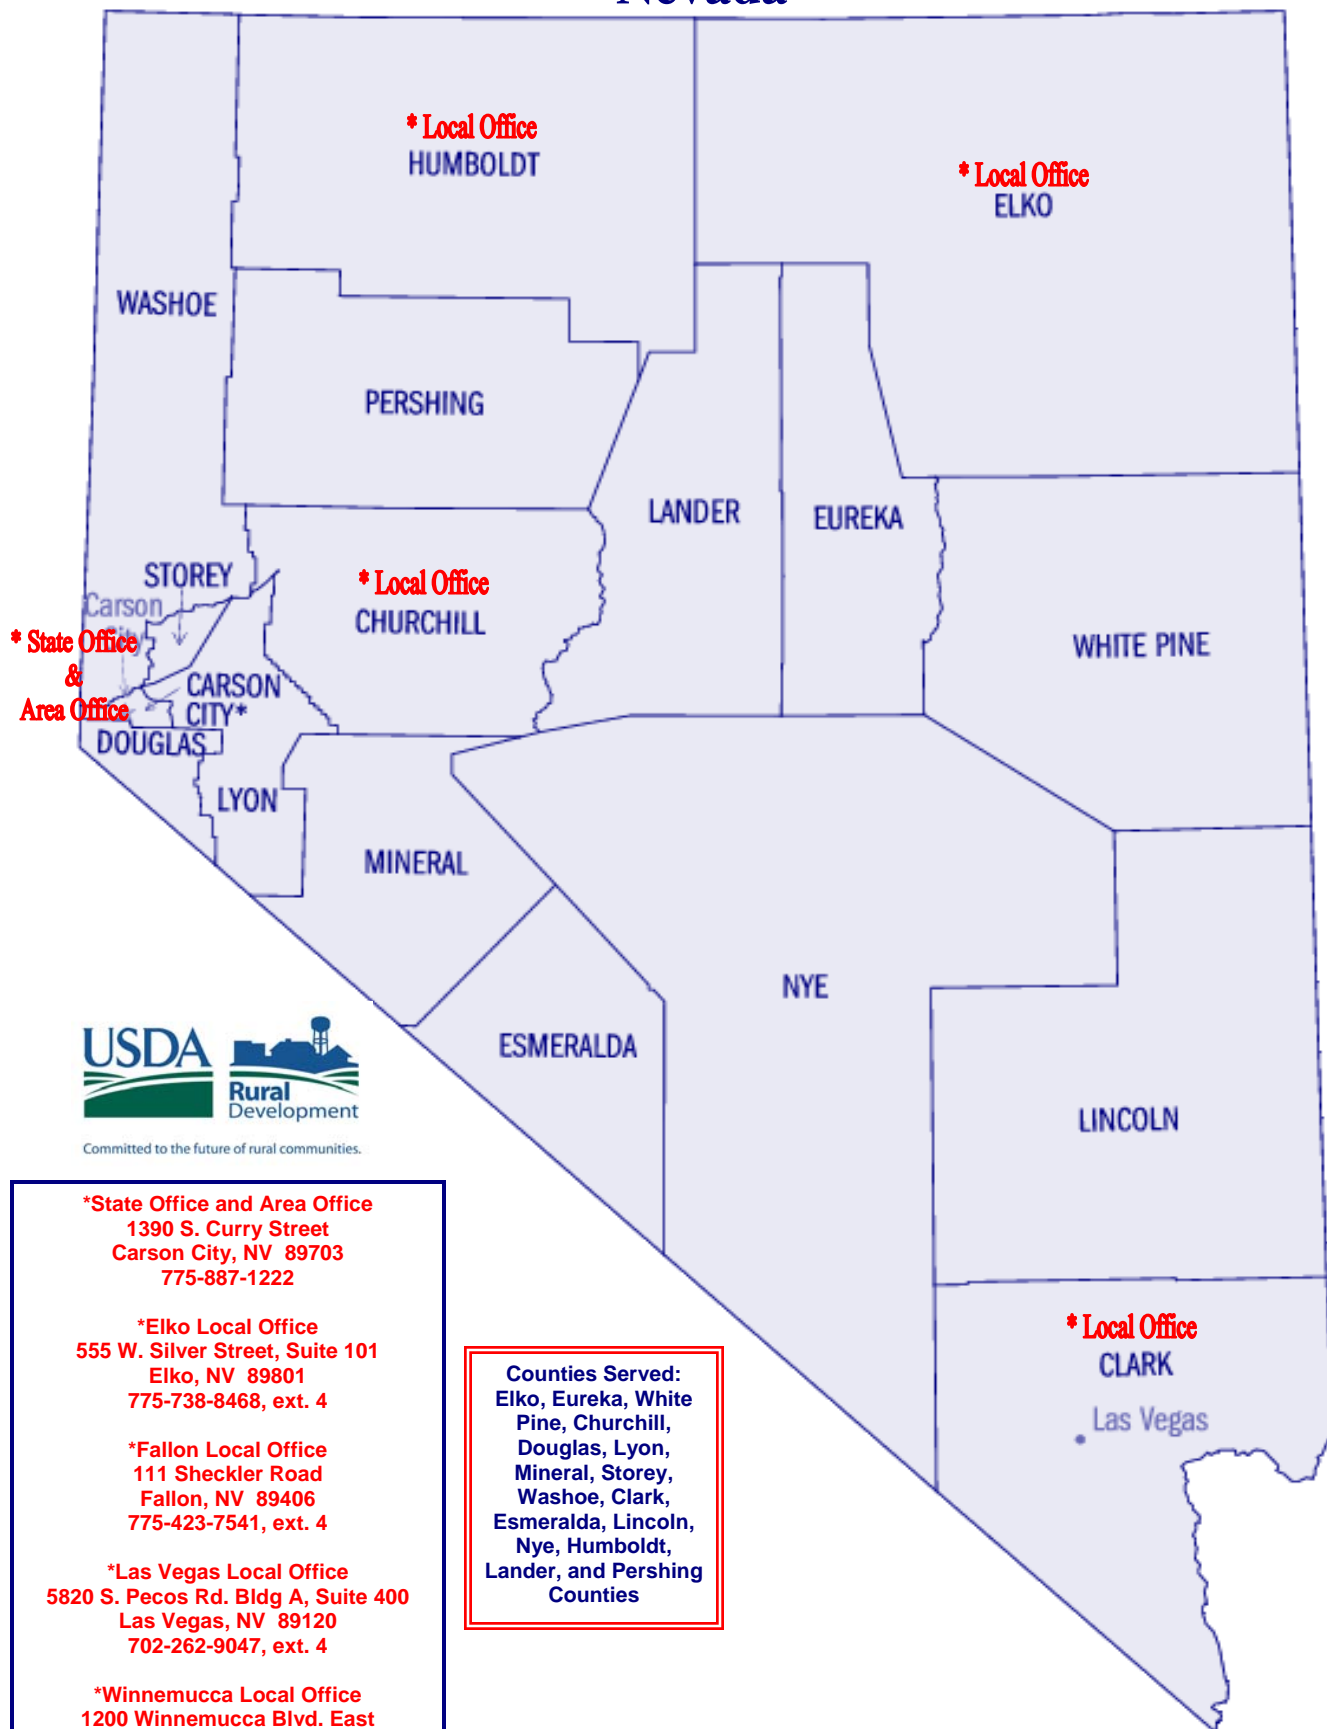 Nevada
* Local Office
HUMBOLDT
* Local Office
ELKO
WASHOE
PERSHING
LANDER
EUREKA
STOREY
Carson
City
* Local Office
CHURCHILL
* State Office
&
Area Office
WHITE PINE
CARSON
CITY*
DOUGLAS
LYON
MINERAL
NYE
ESMERALDA
LINCOLN
USDA
Rural
Development
Committed to the future of rural communities.
*State Office and Area Office
1390 S. Curry Street
Carson City, NV 89703
775-887-1222
*Elko Local Office
555 W. Silver Street, Suite 101
Elko, NV 89801
775-738-8468, ext. 4
*Fallon Local Office
111 Sheckler Road
Fallon, NV 89406
775-423-7541, ext. 4
*Las Vegas Local Office
5820 S. Pecos Rd. Bldg A, Suite 400
Las Vegas, NV 89120
702-262-9047, ext. 4
*Winnemucca Local Office
1200 Winnemucca Blvd. East
Counties Served:
Elko, Eureka, White
Pine, Churchill,
Douglas, Lyon,
Mineral, Storey,
Washoe, Clark,
Esmeralda, Lincoln,
Nye, Humboldt,
Lander, and Pershing
Counties
* Local Office
CLARK
Las Vegas